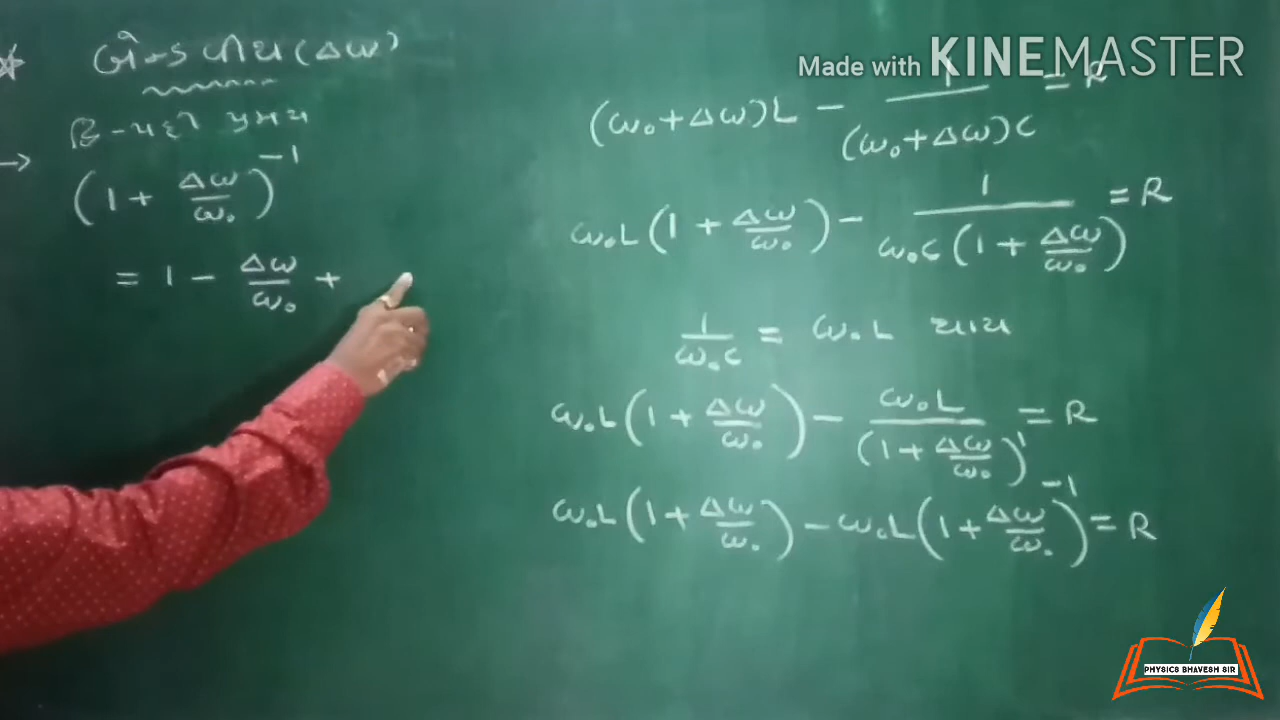 * બેન્ડ વીથ (Δω)
→ દ્વિ-પદી પ્રમેય
(1 + Δω/ω₀)⁻¹
= 1 − Δω/ω₀ +
Made with KINEMASTER
(ω₀+Δω)L − 1/(ω₀+Δω)C = R
ω₀L(1 + Δω/ω₀) − 1/ω₀C(1 + Δω/ω₀) = R
1/ω₀C = ω₀L થાય
ω₀L(1 + Δω/ω₀) − ω₀L/(1 + Δω/ω₀)¹ = R
ω₀L(1 + Δω/ω₀) − ω₀L(1 + Δω/ω₀)⁻¹ = R
PHYSICS BHAVESH SIR